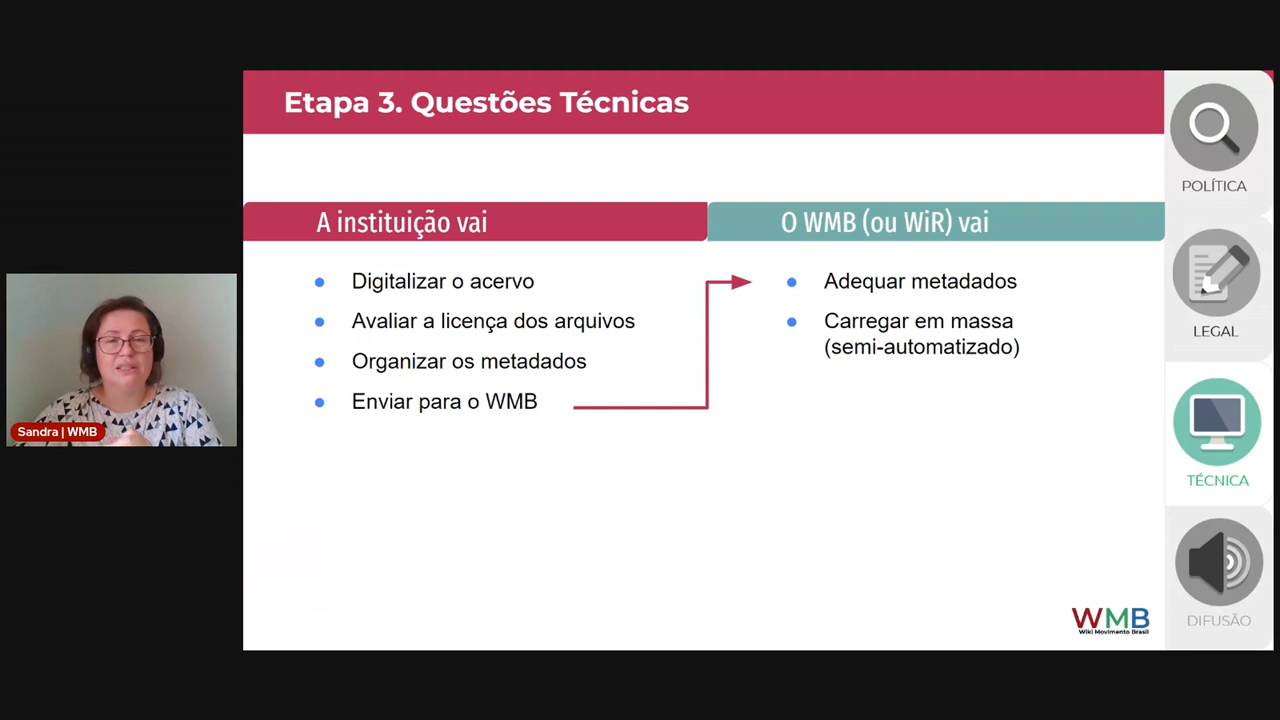 Etapa 3. Questões Técnicas
A instituição vai
Digitalizar o acervo
Avaliar a licença dos arquivos
Organizar os metadados
Enviar para o WMB
O WMB (ou WiR) vai
Adequar metadados
Carregar em massa
(semi-automatizado)
POLÍTICA
LEGAL
TÉCNICA
DIFUSÃO
Sandra | WMB
WMB
Wiki Movimento Brasil